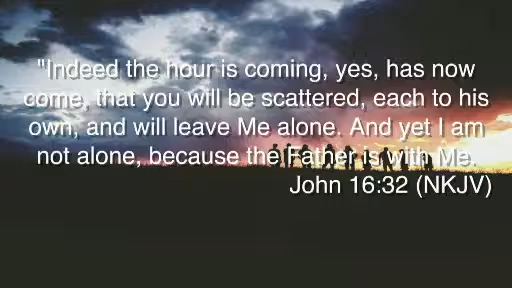 "Indeed the hour is coming, yes, has now
come, that you will be scattered, each to his
own, and will leave Me alone. And yet I am
not alone, because the Father is with Me.
John 16:32 (NKJV)